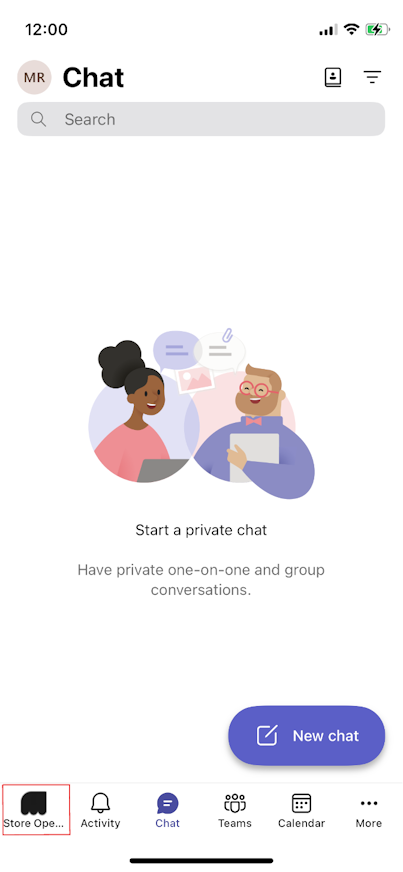 12:00
MR
Chat
Search
Start a private chat
Have private one-on-one and group
conversations.
New chat
Store Ope...
Activity
Chat
Teams
Calendar
More